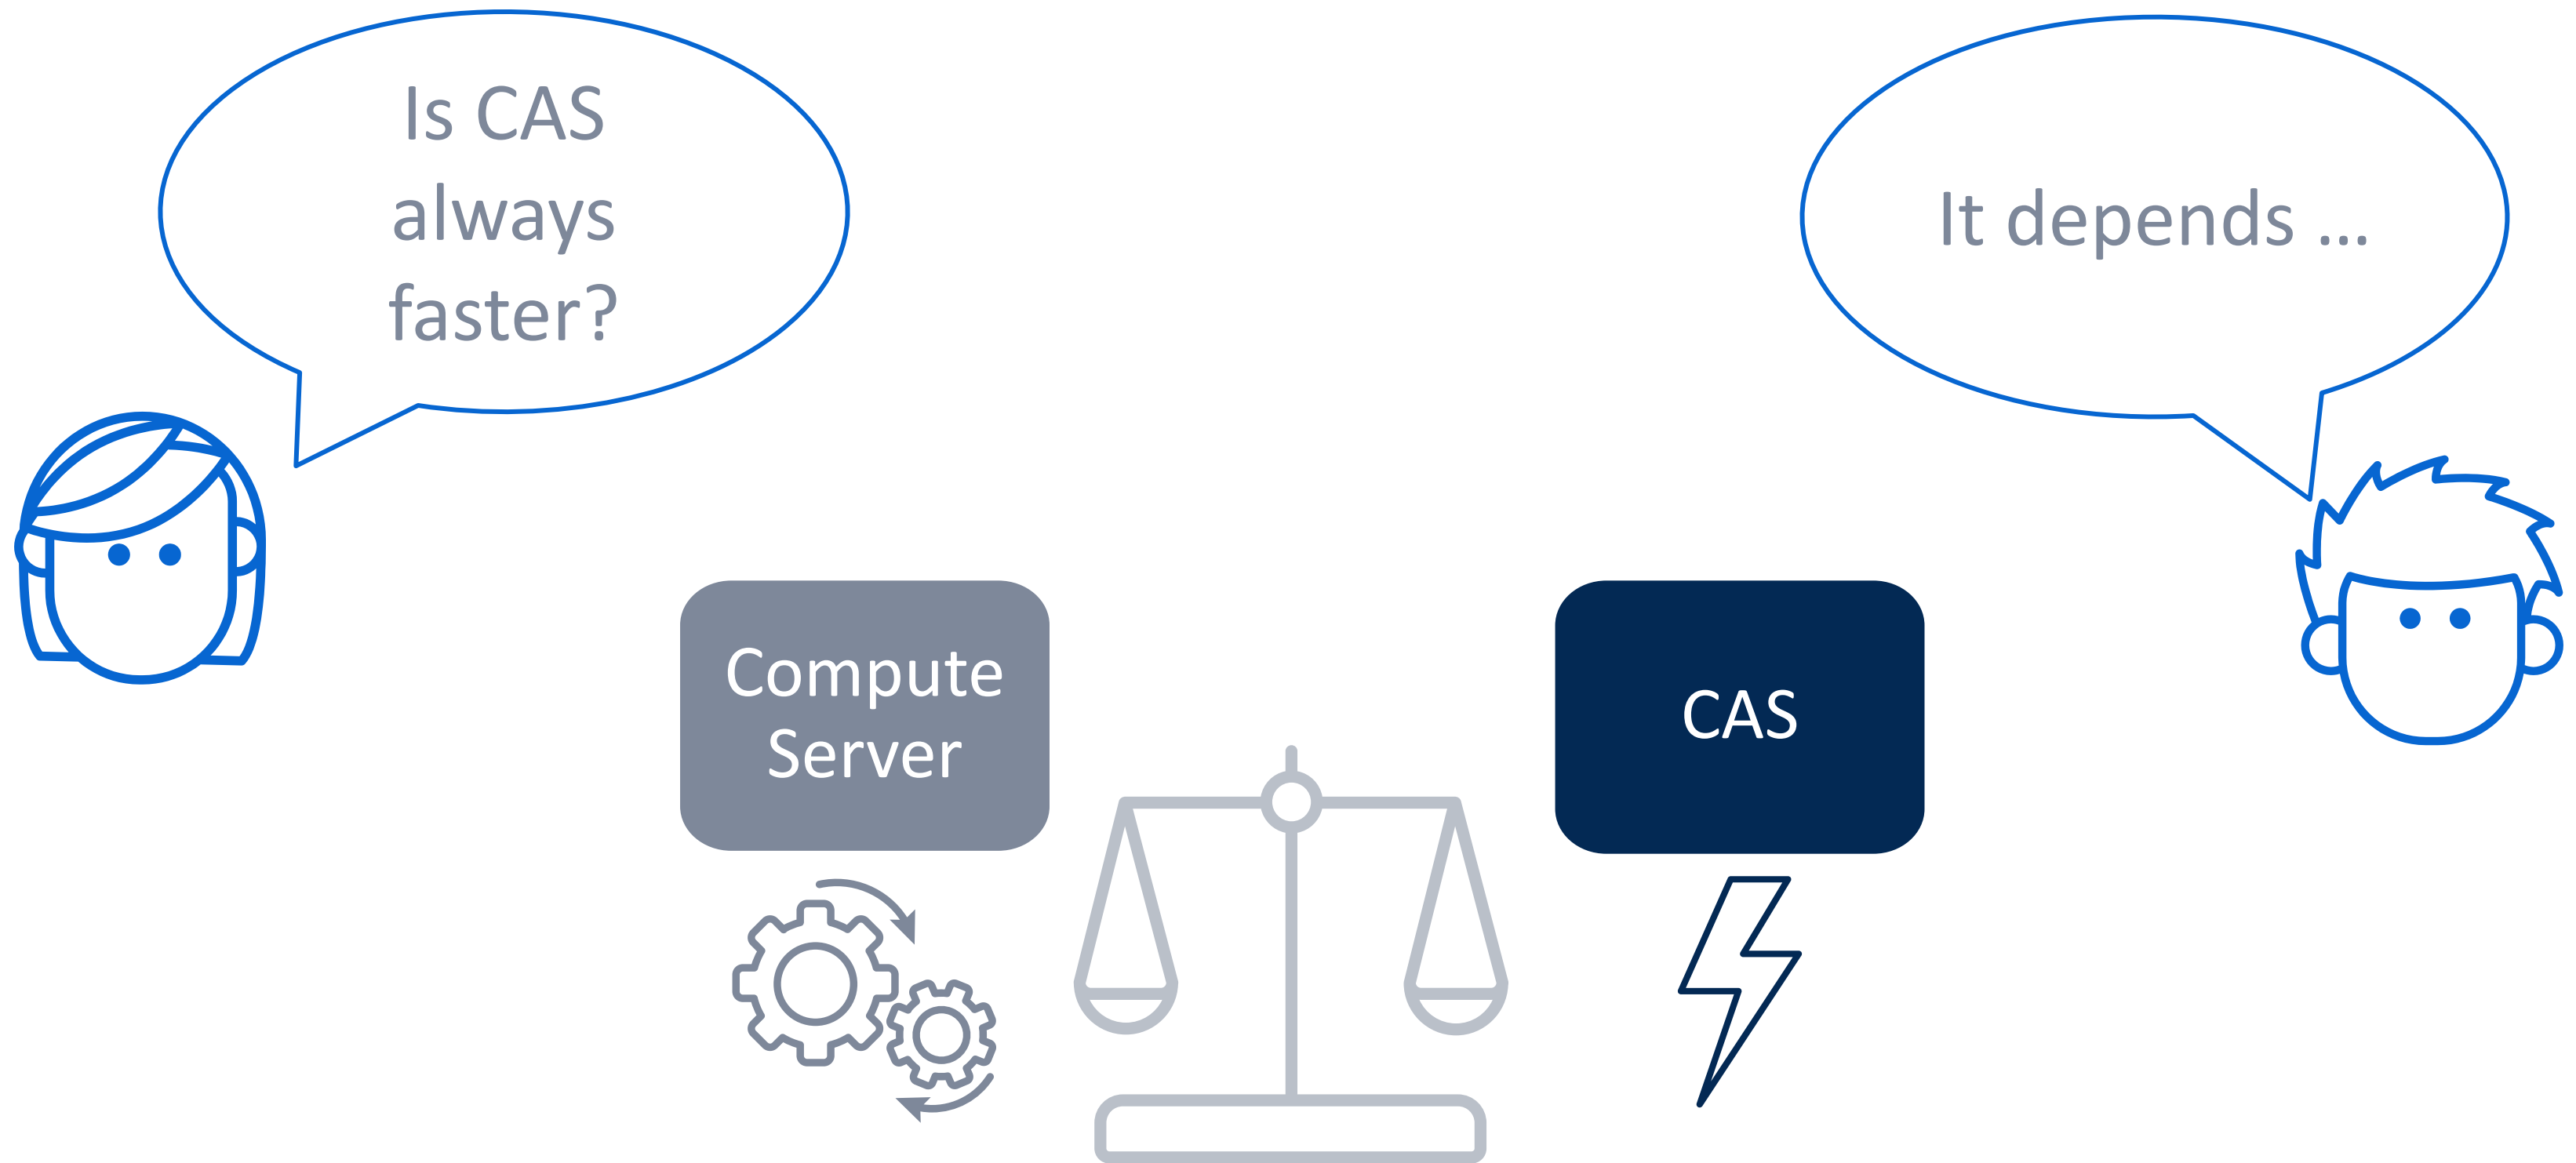 Is CAS
always
faster?
It depends ...
Compute
Server
CAS